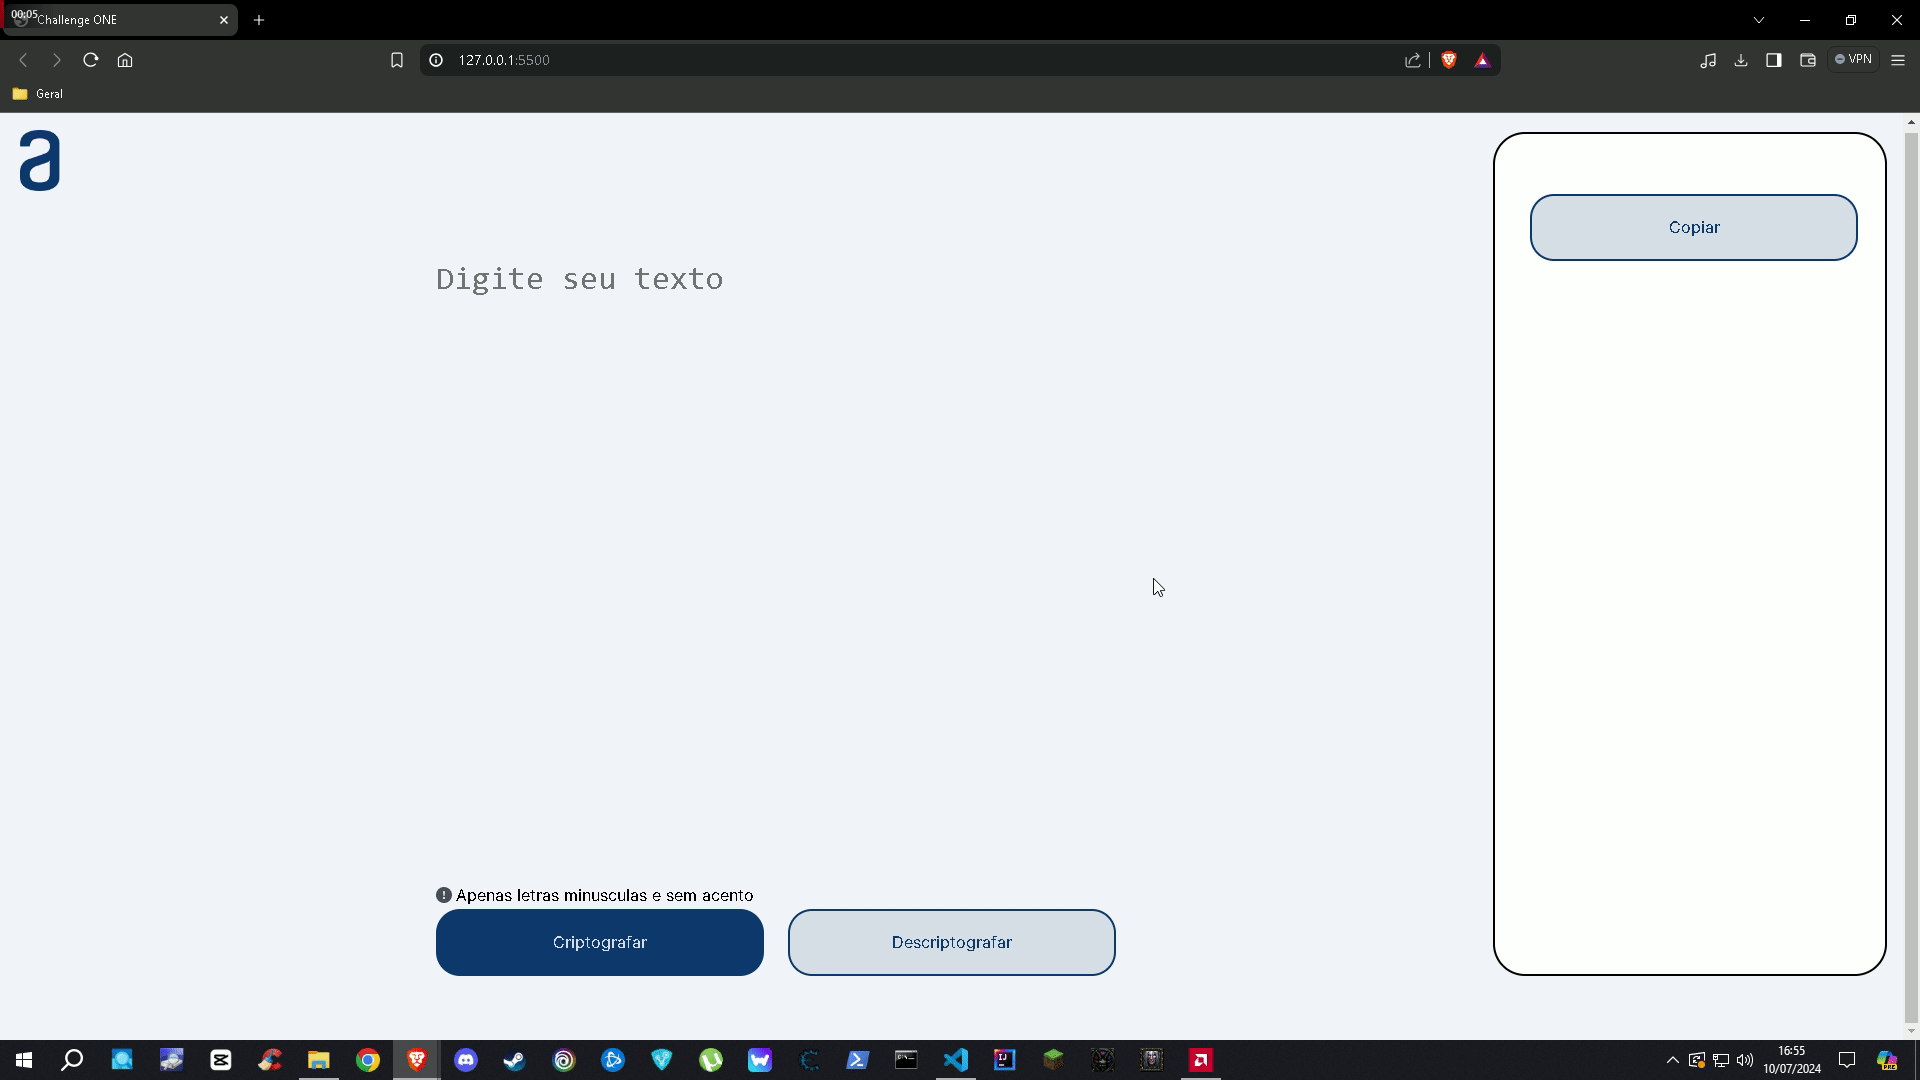 00:05
Challenge ONE
127.0.0.1:5500
VPN
Geral
a
Copiar
Digite seu texto
Apenas letras minusculas e sem acento
Criptografar
Descriptografar
16:55
10/07/2024